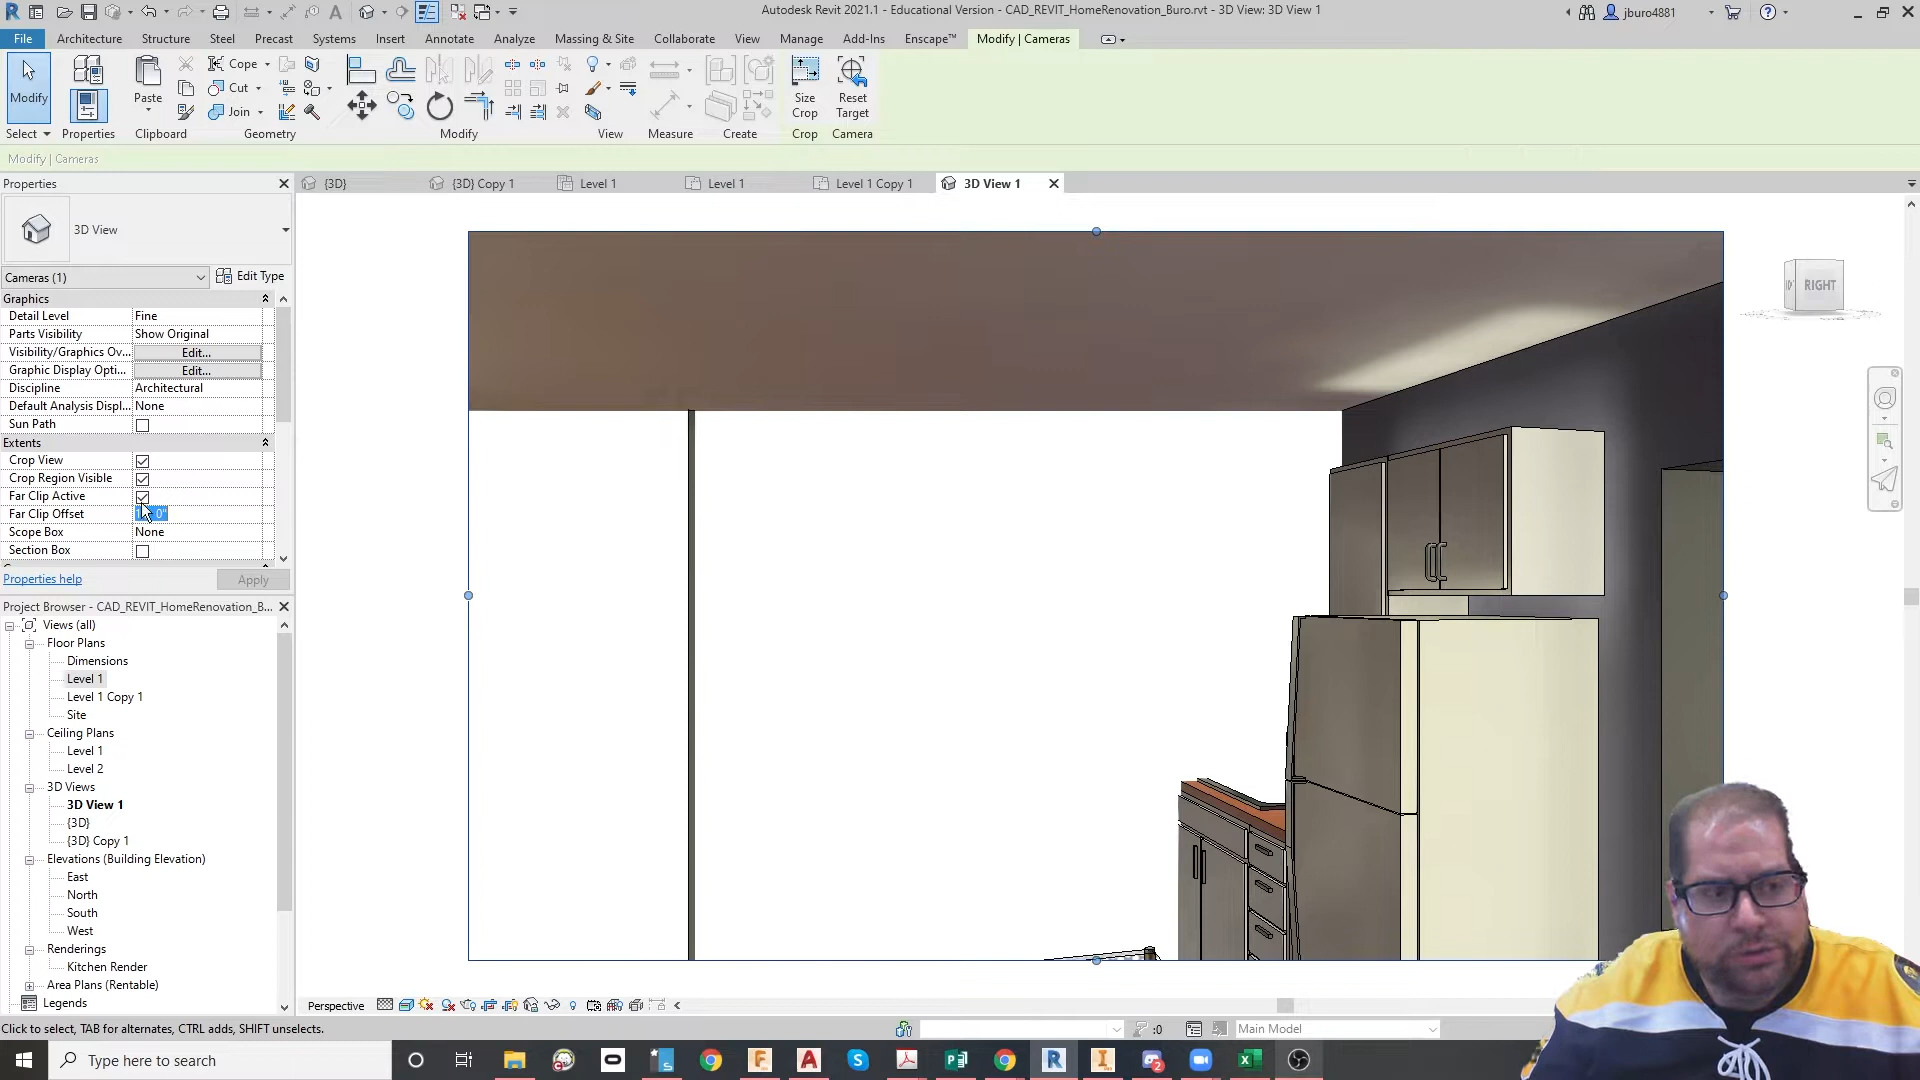 Autodesk Revit 2021.1 - Educational Version - CAD_REVIT_HomeRenovation_Buro.rvt - 3D View: 3D View 1
jburo4881
File Architecture Structure Steel Precast Systems Insert Annotate Analyze Massing & Site Collaborate View Manage Add-Ins Enscape™ Modify | Cameras
Modify
Paste
Cope
Cut
Join
Size Crop
Reset Target
Select Properties Clipboard Geometry Modify View Measure Create Crop Camera
Modify | Cameras
Properties
{3D} {3D} Copy 1 Level 1 Level 1 Level 1 Copy 1 3D View 1
3D View
Cameras (1) Edit Type
Graphics
Detail Level Fine
Parts Visibility Show Original
Visibility/Graphics Ov... Edit...
Graphic Display Opti... Edit...
Discipline Architectural
Default Analysis Displ... None
Sun Path
Extents
Crop View
Crop Region Visible
Far Clip Active
Far Clip Offset
Scope Box None
Section Box
Properties help Apply
Project Browser - CAD_REVIT_HomeRenovation_B...
Views (all)
Floor Plans
Dimensions
Level 1
Level 1 Copy 1
Site
Ceiling Plans
Level 1
Level 2
3D Views
3D View 1
{3D}
{3D} Copy 1
Elevations (Building Elevation)
East
North
South
West
Renderings
Kitchen Render
Area Plans (Rentable)
Legends
RIGHT
Perspective
Click to select, TAB for alternates, CTRL adds, SHIFT unselects.
:0
Main Model
Type here to search